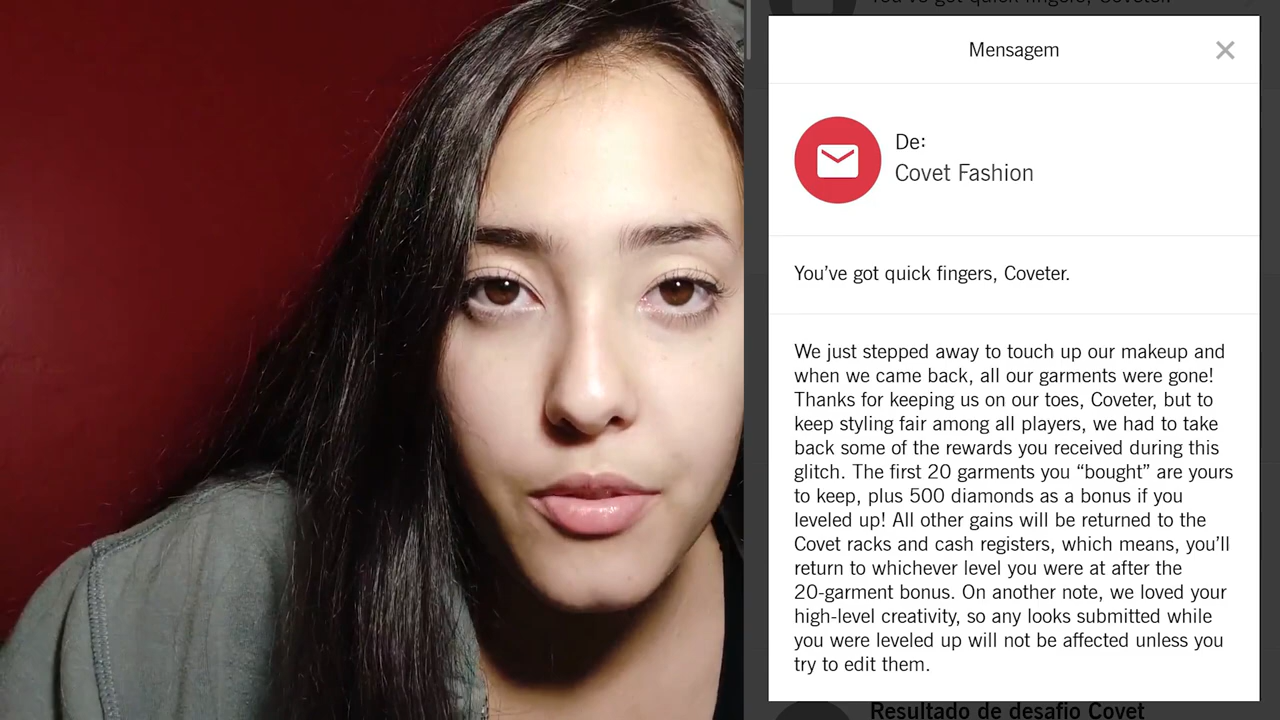 You've got quick fingers, Coveter.
Mensagem
De:
Covet Fashion
You've got quick fingers, Coveter.
We just stepped away to touch up our makeup and
when we came back, all our garments were gone!
Thanks for keeping us on our toes, Coveter, but to
keep styling fair among all players, we had to take
back some of the rewards you received during this
glitch. The first 20 garments you “bought” are yours
to keep, plus 500 diamonds as a bonus if you
leveled up! All other gains will be returned to the
Covet racks and cash registers, which means, you'll
return to whichever level you were at after the
20-garment bonus. On another note, we loved your
high-level creativity, so any looks submitted while
you were leveled up will not be affected unless you
try to edit them.
Resultado de desafio Covet